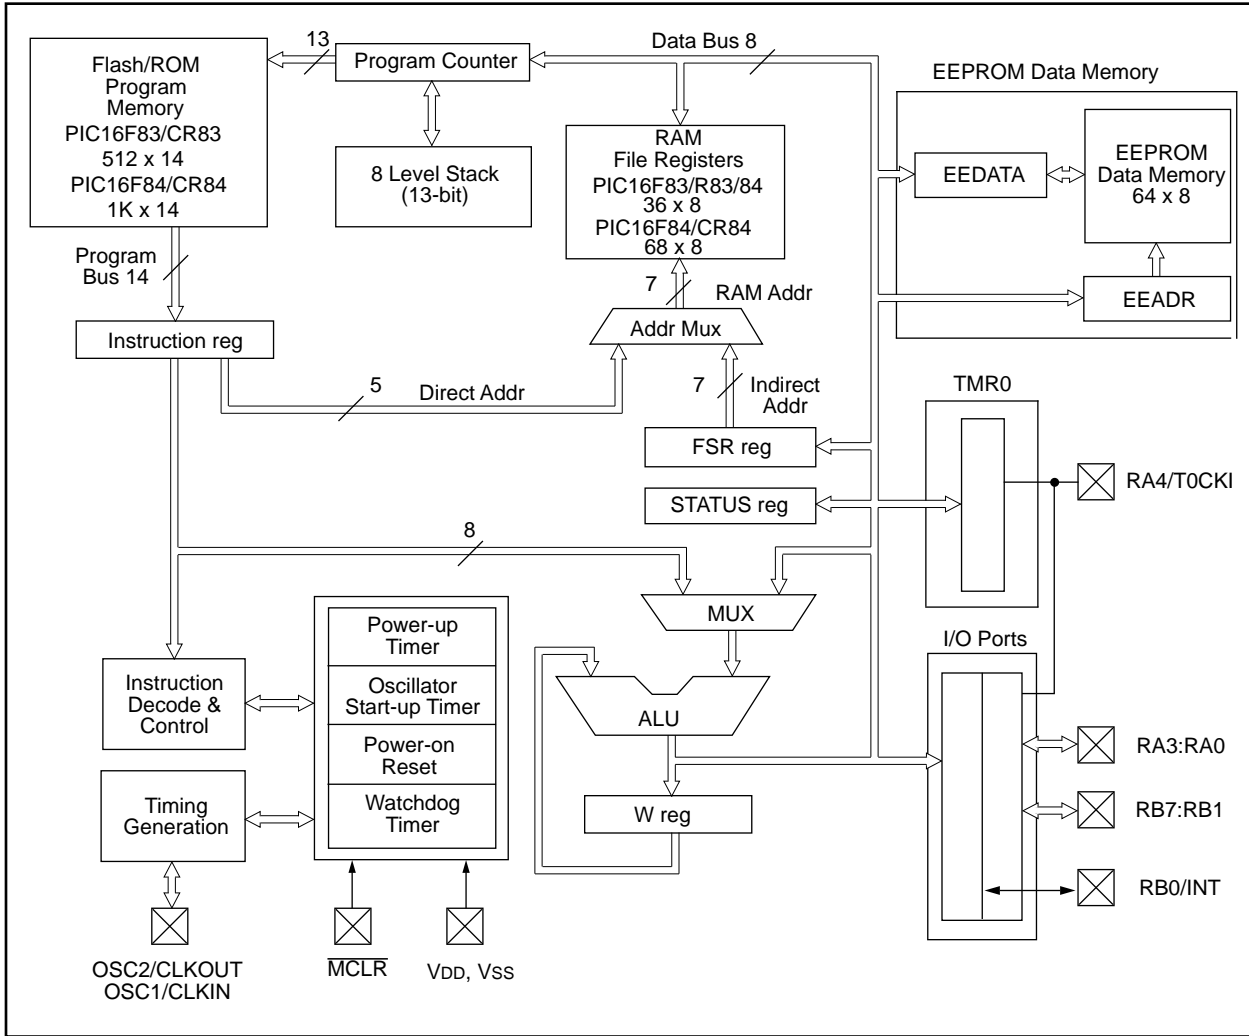 13
Program Counter
Data Bus 8
EEPROM Data Memory
Flash/ROM
Program
Memory
PIC16F83/CR83
512 x 14
PIC16F84/CR84
1K x 14
8 Level Stack
(13-bit)
RAM
File Registers
PIC16F83/R83/84
36 x 8
PIC16F84/CR84
68 x 8
EEDATA
EEPROM
Data Memory
64 x 8
EEADR
Program
Bus 14
7
RAM Addr
Addr Mux
Instruction reg
5
Direct Addr
7
Indirect
Addr
TMR0
FSR reg
STATUS reg
RA4/T0CKI
8
MUX
I/O Ports
Power-up
Timer
Oscillator
Start-up Timer
Power-on
Reset
Watchdog
Timer
Instruction
Decode &
Control
ALU
RA3:RA0
Timing
Generation
W reg
RB7:RB1
RB0/INT
OSC2/CLKOUT
OSC1/CLKIN
MCLR
VDD, VSS